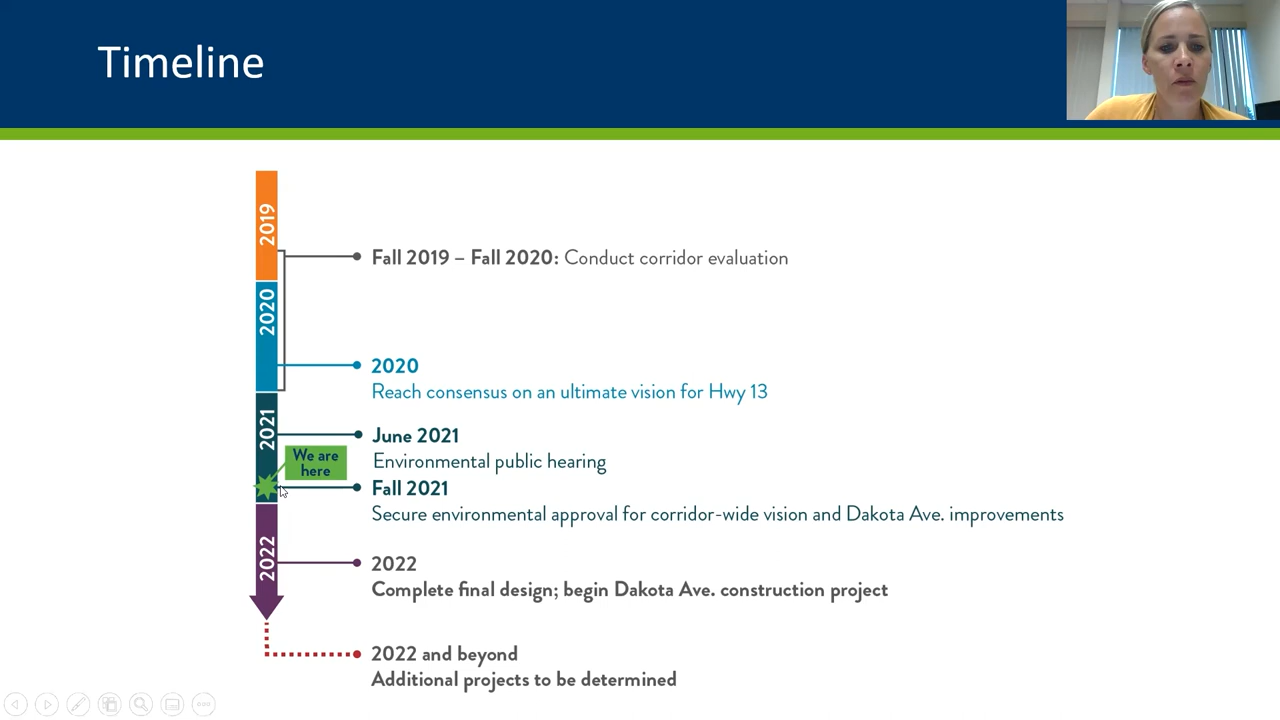 Timeline
2019
Fall 2019 – Fall 2020: Conduct corridor evaluation
2020
2020
Reach consensus on an ultimate vision for Hwy 13
2021
June 2021
Environmental public hearing
We are
here
Fall 2021
Secure environmental approval for corridor-wide vision and Dakota Ave. improvements
2022
2022
Complete final design; begin Dakota Ave. construction project
2022 and beyond
Additional projects to be determined